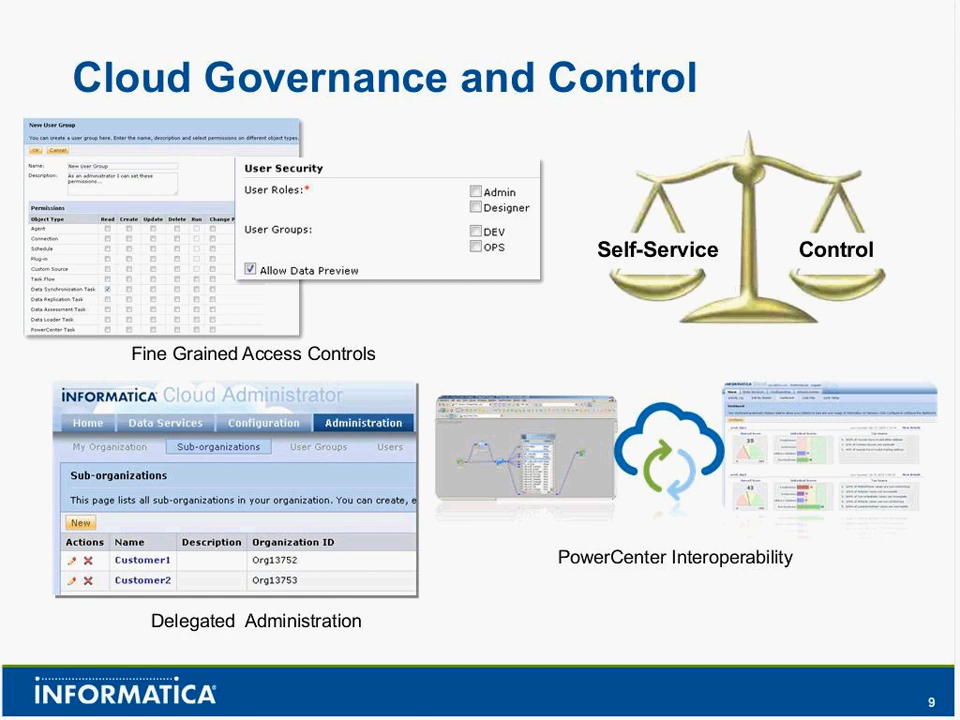 Cloud Governance and Control
New User Group
You can create a user group here. Enter the name, description and select permissions on different object types.
OK Cancel
Name: New User Group
Description: As an administrator I can set these
permissions...
Permissions
Object Type Read Create Update Delete Run Change P
Agent
Connection
Schedule
Plug-in
Custom Source
Task Flow
Data Synchronization Task
Data Replication Task
Data Assessment Task
Data Loader Task
PowerCenter Task
User Security
User Roles:*
Admin
Designer
User Groups:
DEV
OPS
Allow Data Preview
Self-Service Control
Fine Grained Access Controls
INFORMATICA Cloud Administrator
Home Data Services Configuration Administration
My Organization Sub-organizations User Groups Users
Sub-organizations
This page lists all sub-organizations in your organization. You can create, e
New
Actions Name Description Organization ID
Customer1 Org13752
Customer2 Org13753
Delegated Administration
PowerCenter Interoperability
INFORMATICA
9